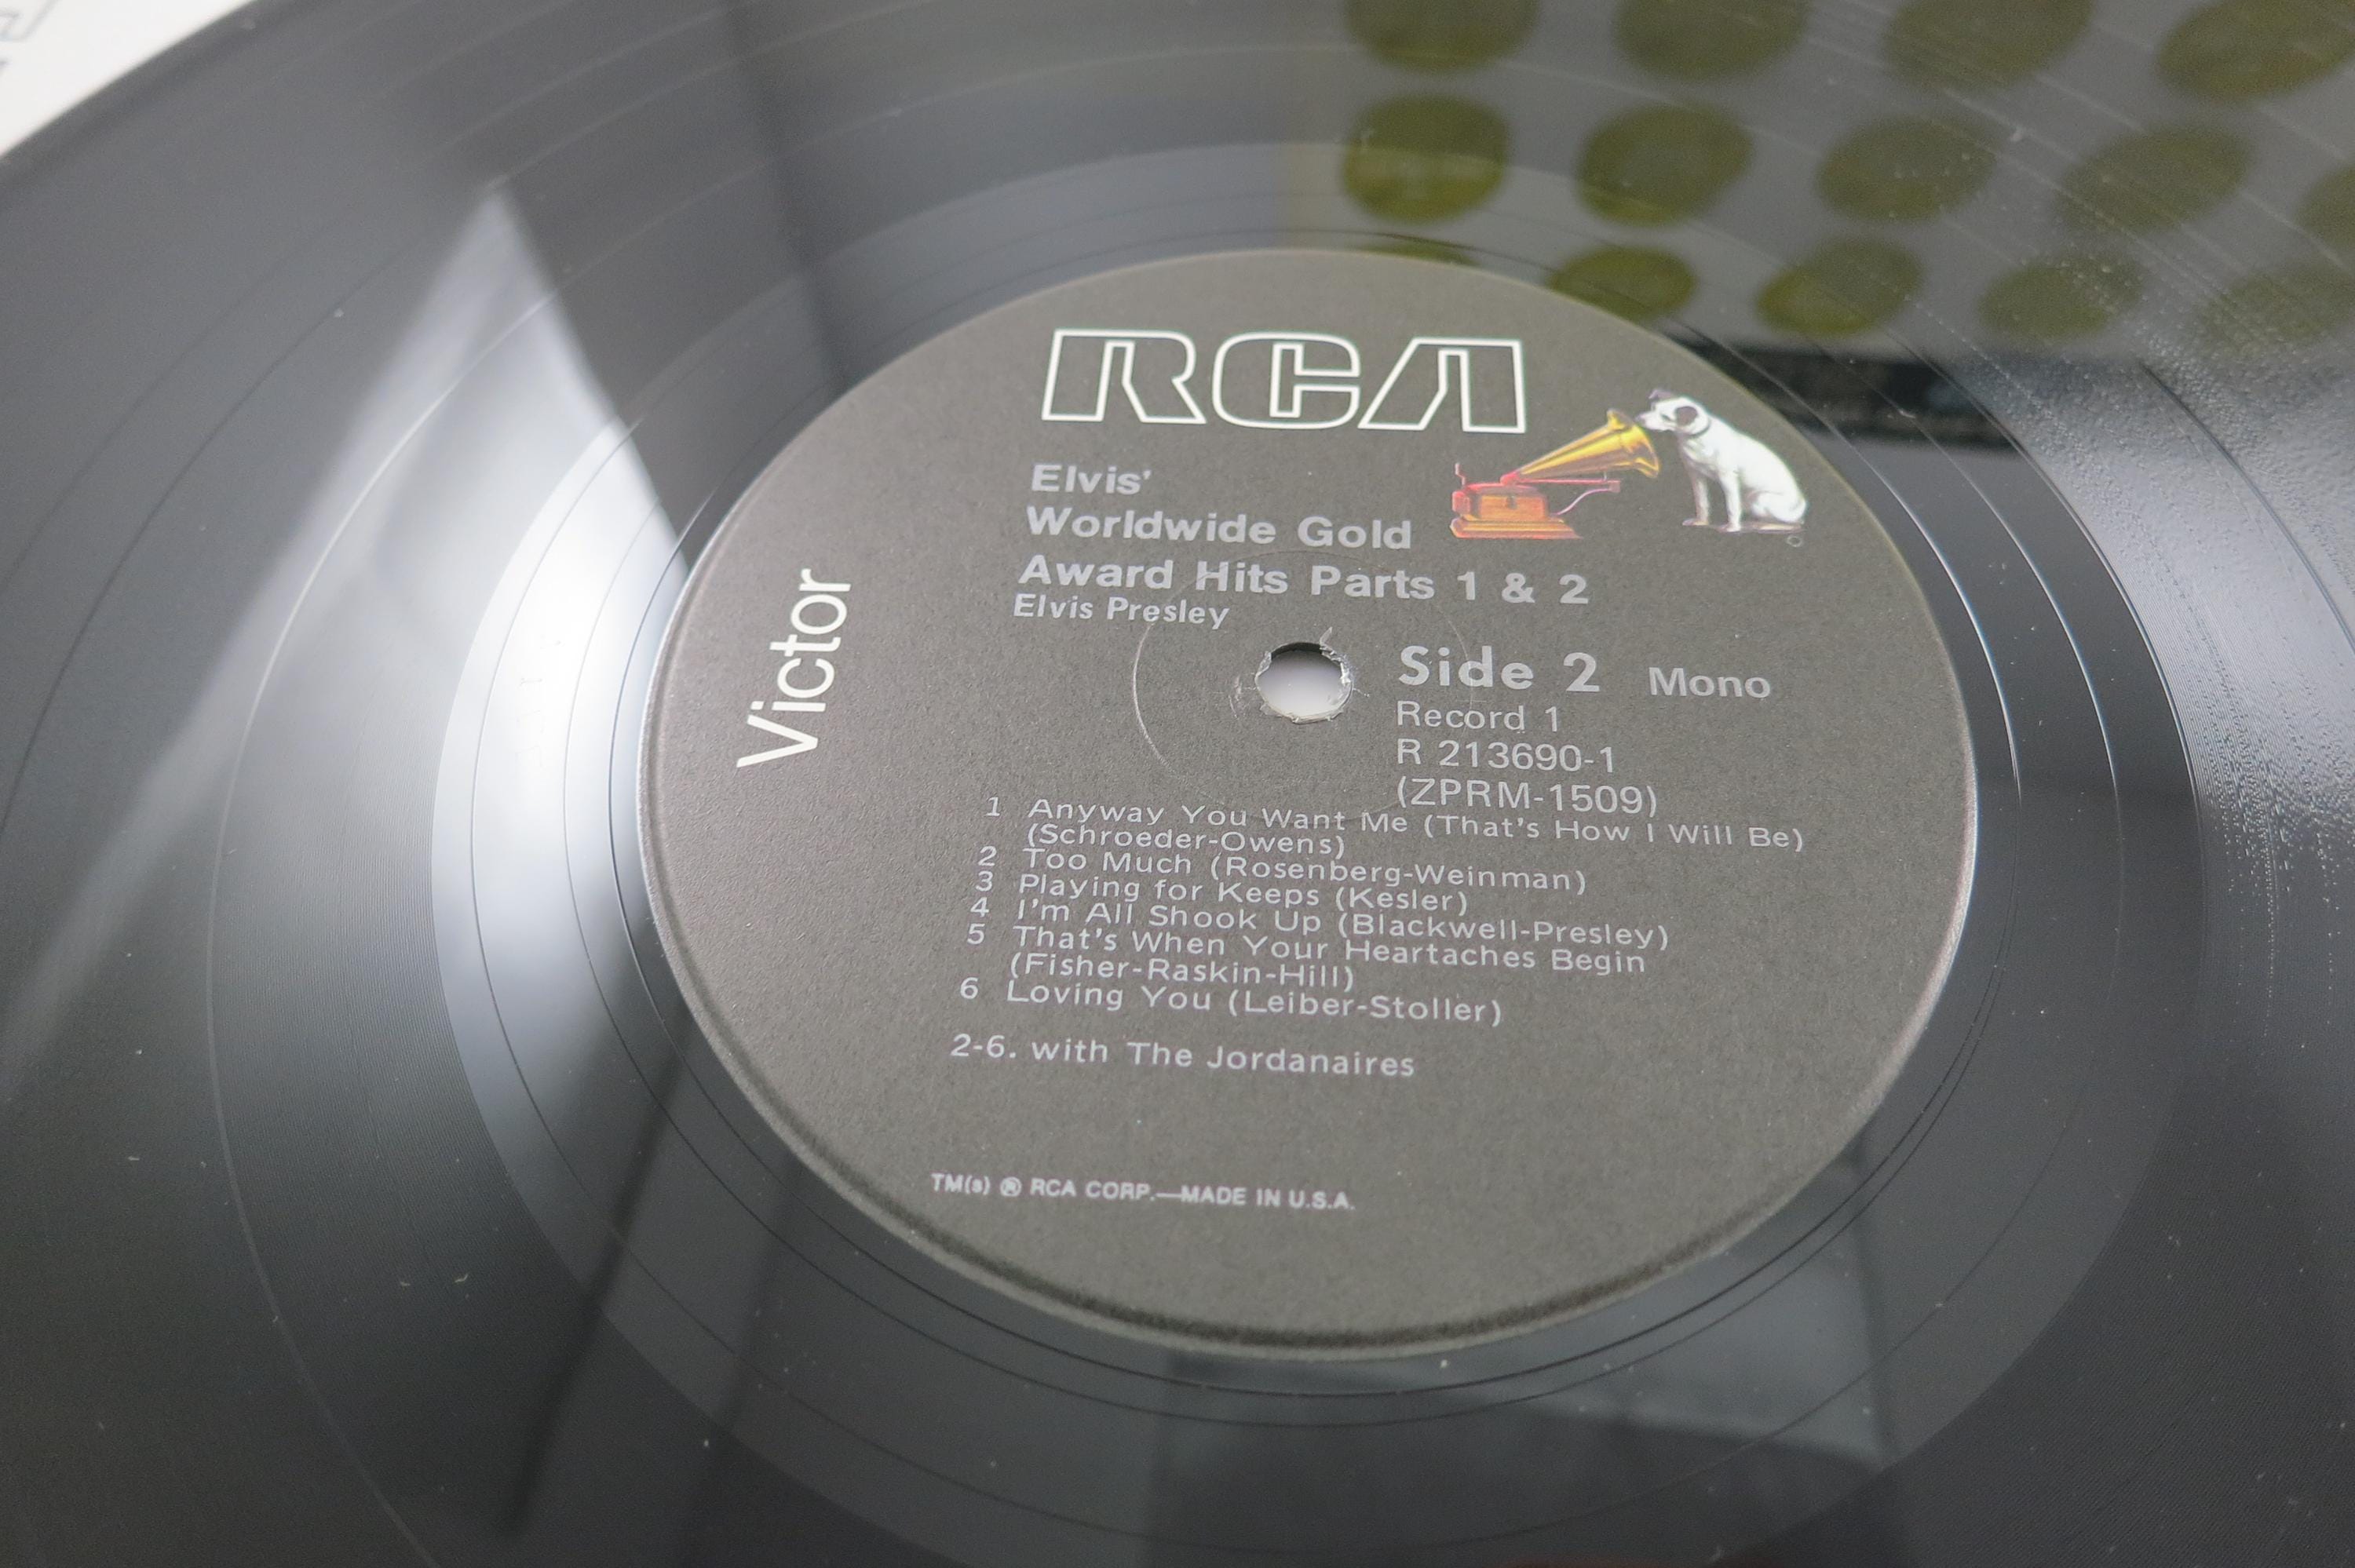 RCA
Elvis'
Worldwide Gold
Award Hits Parts 1 & 2
Elvis Presley
Victor
Side 2 Mono
Record 1
R 213690-1
(ZPRM-1509)
1 Anyway You Want Me (That's How I Will Be)
(Schroeder-Owens)
2 Too Much (Rosenberg-Weinman)
3 Playing for Keeps (Kesler)
4 I'm All Shook Up (Blackwell-Presley)
5 That's When Your Heartaches Begin
(Fisher-Raskin-Hill)
6 Loving You (Leiber-Stoller)
2-6. with The Jordanaires
TM(s) ® RCA CORP.—MADE IN U.S.A.